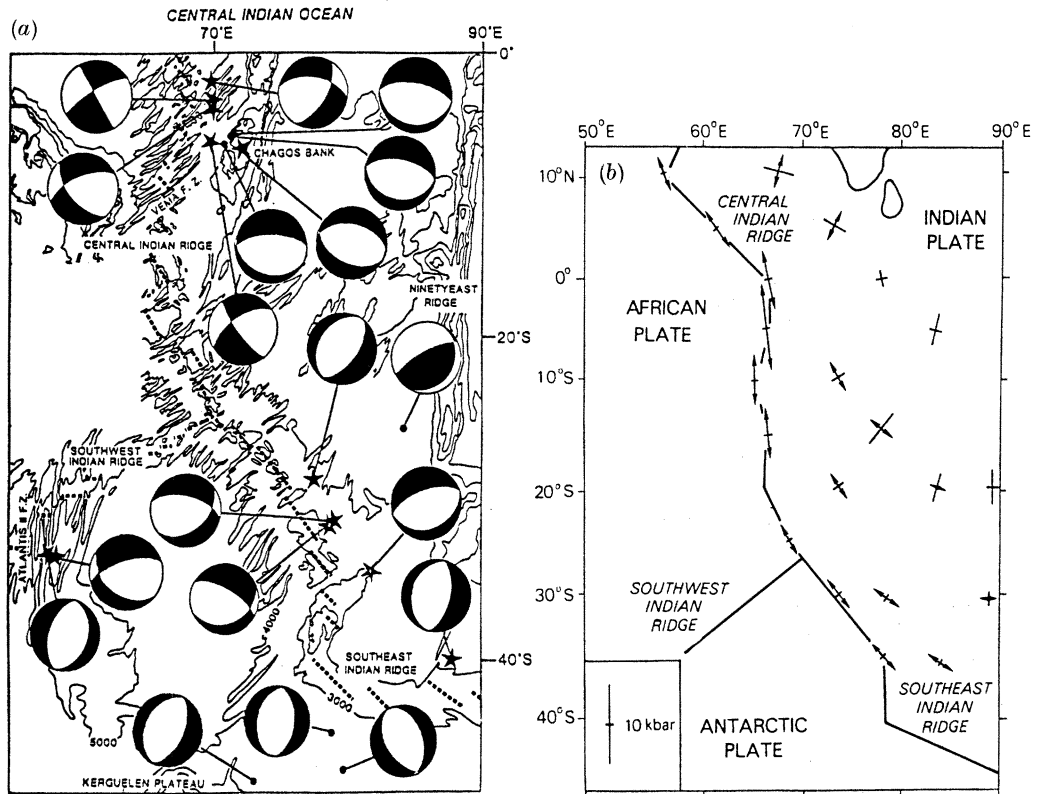 CENTRAL INDIAN OCEAN
(a)
70°E
90°E
0°
CHAGOS BANK
VEMA F.Z.
CENTRAL INDIAN RIDGE
NINETYEAST
RIDGE
20°S
SOUTHWEST
INDIAN RIDGE
ATLANTIS II F.Z.
4000
SOUTHEAST
INDIAN RIDGE
40°S
3000
5000
KERGUELEN PLATEAU
50°E
60°E
70°E
80°E
90°E
(b)
10°N
CENTRAL
INDIAN
RIDGE
INDIAN
PLATE
0°
AFRICAN
PLATE
10°S
20°S
SOUTHWEST
INDIAN
RIDGE
30°S
SOUTHEAST
INDIAN
RIDGE
10 kbar
ANTARCTIC
PLATE
40°S